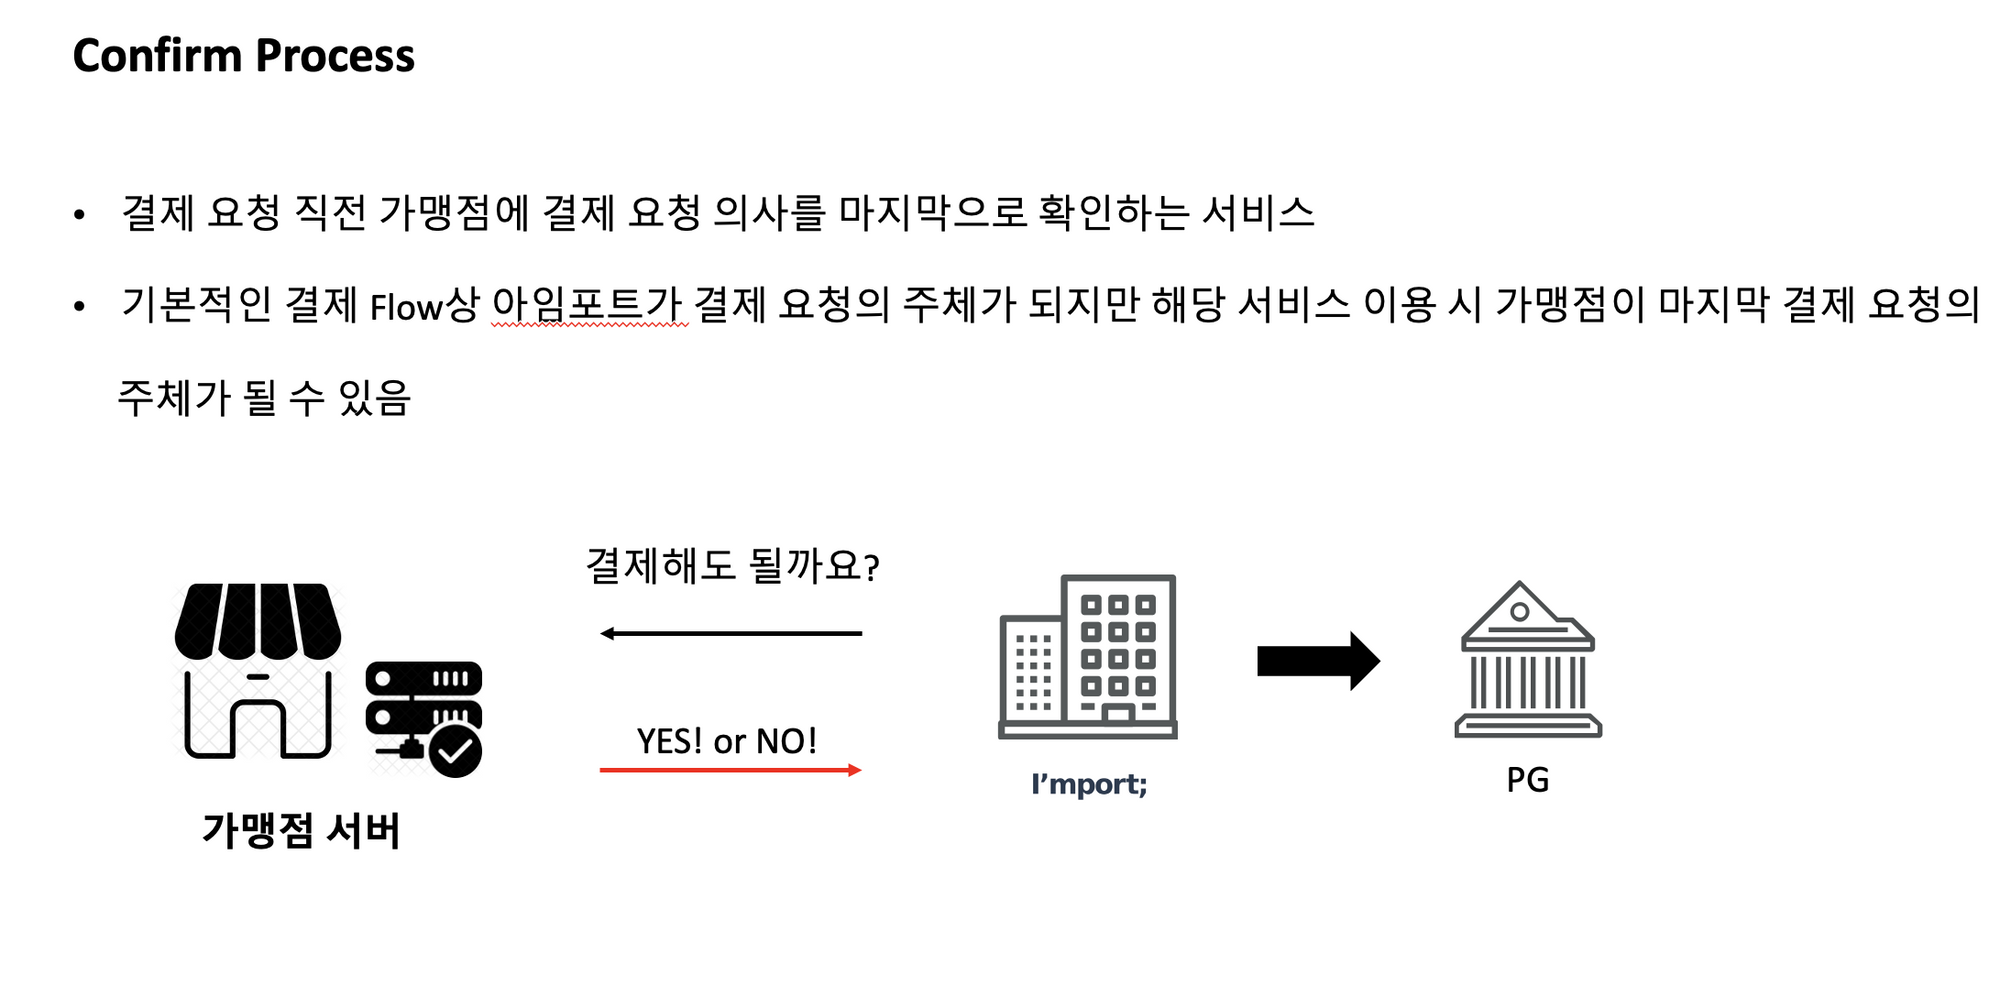 Confirm Process
• 결제 요청 직전 가맹점에 결제 요청 의사를 마지막으로 확인하는 서비스
• 기본적인 결제 Flow상 아임포트가 결제 요청의 주체가 되지만 해당 서비스 이용 시 가맹점이 마지막 결제 요청의
주체가 될 수 있음
결제해도 될까요?
YES! or NO!
가맹점 서버
I'mport;
PG